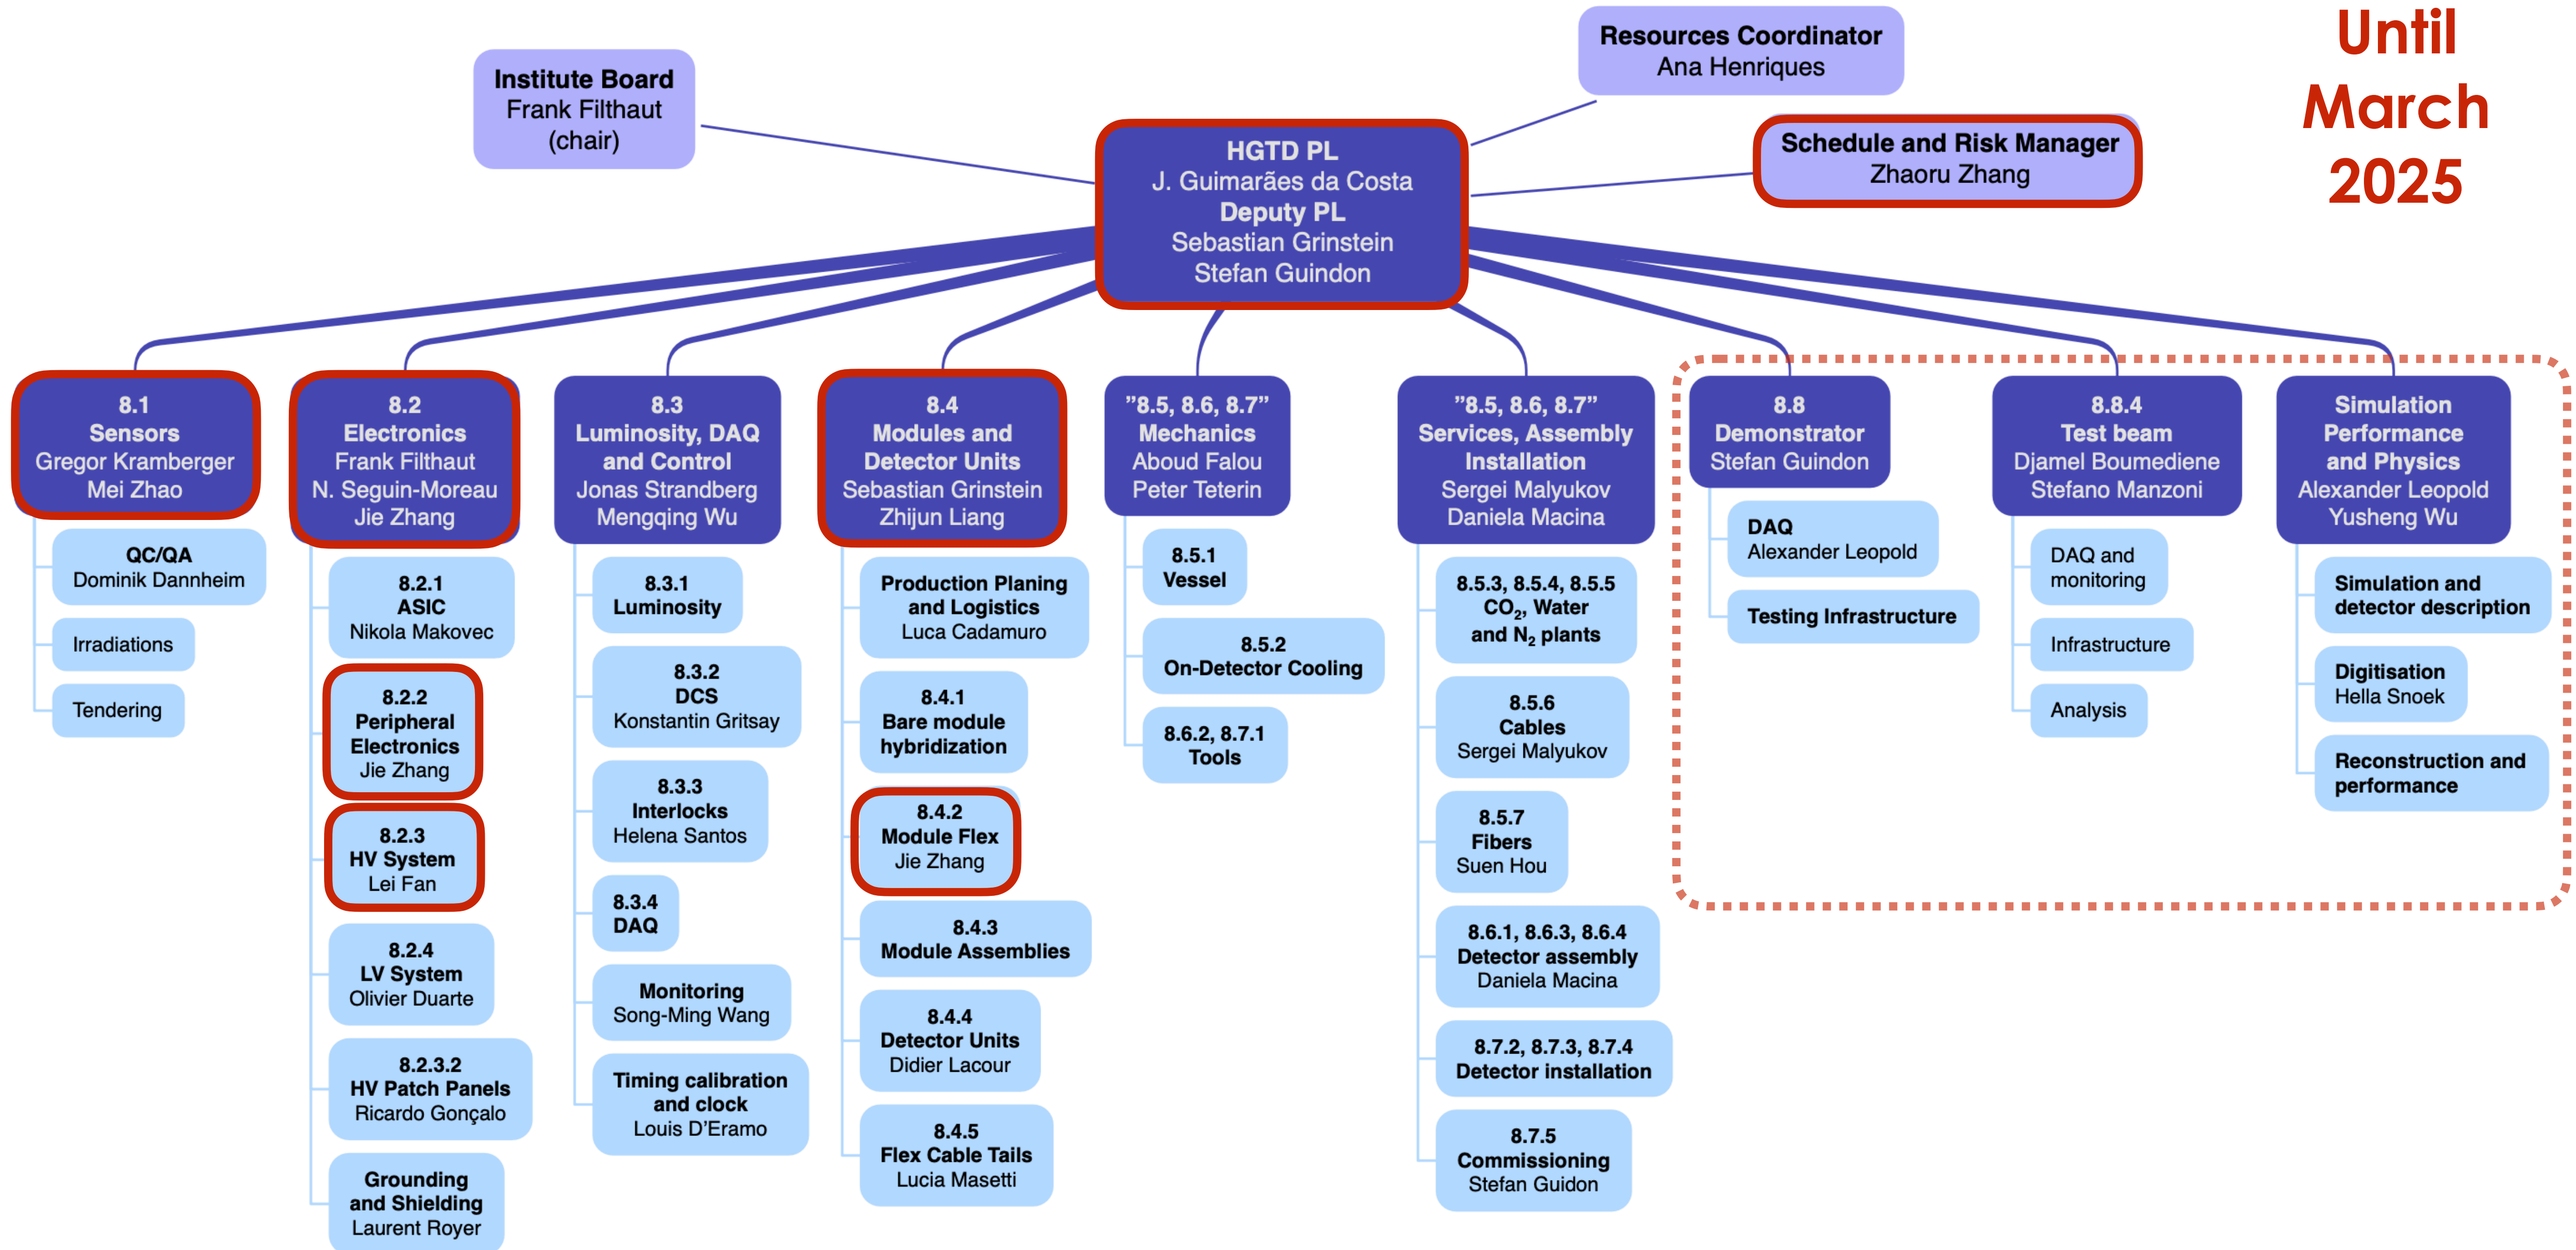 Until
March
2025
Institute Board
Frank Filthaut
(chair)
Resources Coordinator
Ana Henriques
Schedule and Risk Manager
Zhaoru Zhang
HGTD PL
J. Guimarães da Costa
Deputy PL
Sebastian Grinstein
Stefan Guindon
8.1
Sensors
Gregor Kramberger
Mei Zhao
QC/QA
Dominik Dannheim
Irradiations
Tendering
8.2
Electronics
Frank Filthaut
N. Seguin-Moreau
Jie Zhang
8.2.1
ASIC
Nikola Makovec
8.2.2
Peripheral
Electronics
Jie Zhang
8.2.3
HV System
Lei Fan
8.2.4
LV System
Olivier Duarte
8.2.3.2
HV Patch Panels
Ricardo Gonçalo
Grounding
and Shielding
Laurent Royer
8.3
Luminosity, DAQ
and Control
Jonas Strandberg
Mengqing Wu
8.3.1
Luminosity
8.3.2
DCS
Konstantin Gritsay
8.3.3
Interlocks
Helena Santos
8.3.4
DAQ
Monitoring
Song-Ming Wang
Timing calibration
and clock
Louis D'Eramo
8.4
Modules and
Detector Units
Sebastian Grinstein
Zhijun Liang
Production Planing
and Logistics
Luca Cadamuro
8.4.1
Bare module
hybridization
8.4.2
Module Flex
Jie Zhang
8.4.3
Module Assemblies
8.4.4
Detector Units
Didier Lacour
8.4.5
Flex Cable Tails
Lucia Masetti
”8.5, 8.6, 8.7”
Mechanics
Aboud Falou
Peter Teterin
8.5.1
Vessel
8.5.2
On-Detector Cooling
8.6.2, 8.7.1
Tools
”8.5, 8.6, 8.7”
Services, Assembly
Installation
Sergei Malyukov
Daniela Macina
8.5.3, 8.5.4, 8.5.5
CO₂, Water
and N₂ plants
8.5.6
Cables
Sergei Malyukov
8.5.7
Fibers
Suen Hou
8.6.1, 8.6.3, 8.6.4
Detector assembly
Daniela Macina
8.7.2, 8.7.3, 8.7.4
Detector installation
8.7.5
Commissioning
Stefan Guidon
8.8
Demonstrator
Stefan Guindon
DAQ
Alexander Leopold
Testing Infrastructure
8.8.4
Test beam
Djamel Boumediene
Stefano Manzoni
DAQ and
monitoring
Infrastructure
Analysis
Simulation
Performance
and Physics
Alexander Leopold
Yusheng Wu
Simulation and
detector description
Digitisation
Hella Snoek
Reconstruction and
performance